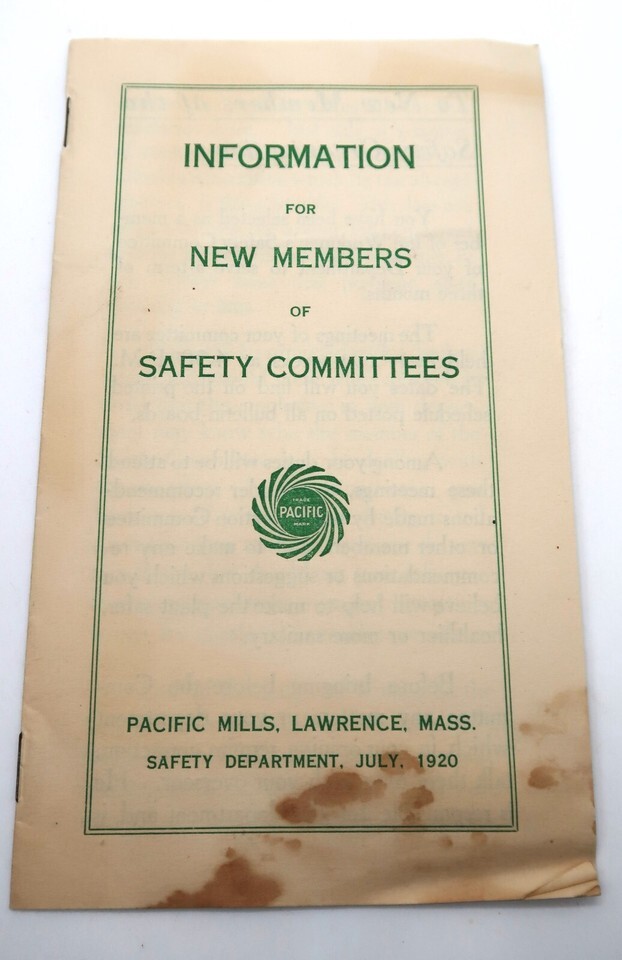 INFORMATION
FOR
NEW MEMBERS
OF
SAFETY COMMITTEES
TRADE
PACIFIC
MARK
PACIFIC MILLS, LAWRENCE, MASS.
SAFETY DEPARTMENT, JULY, 1920